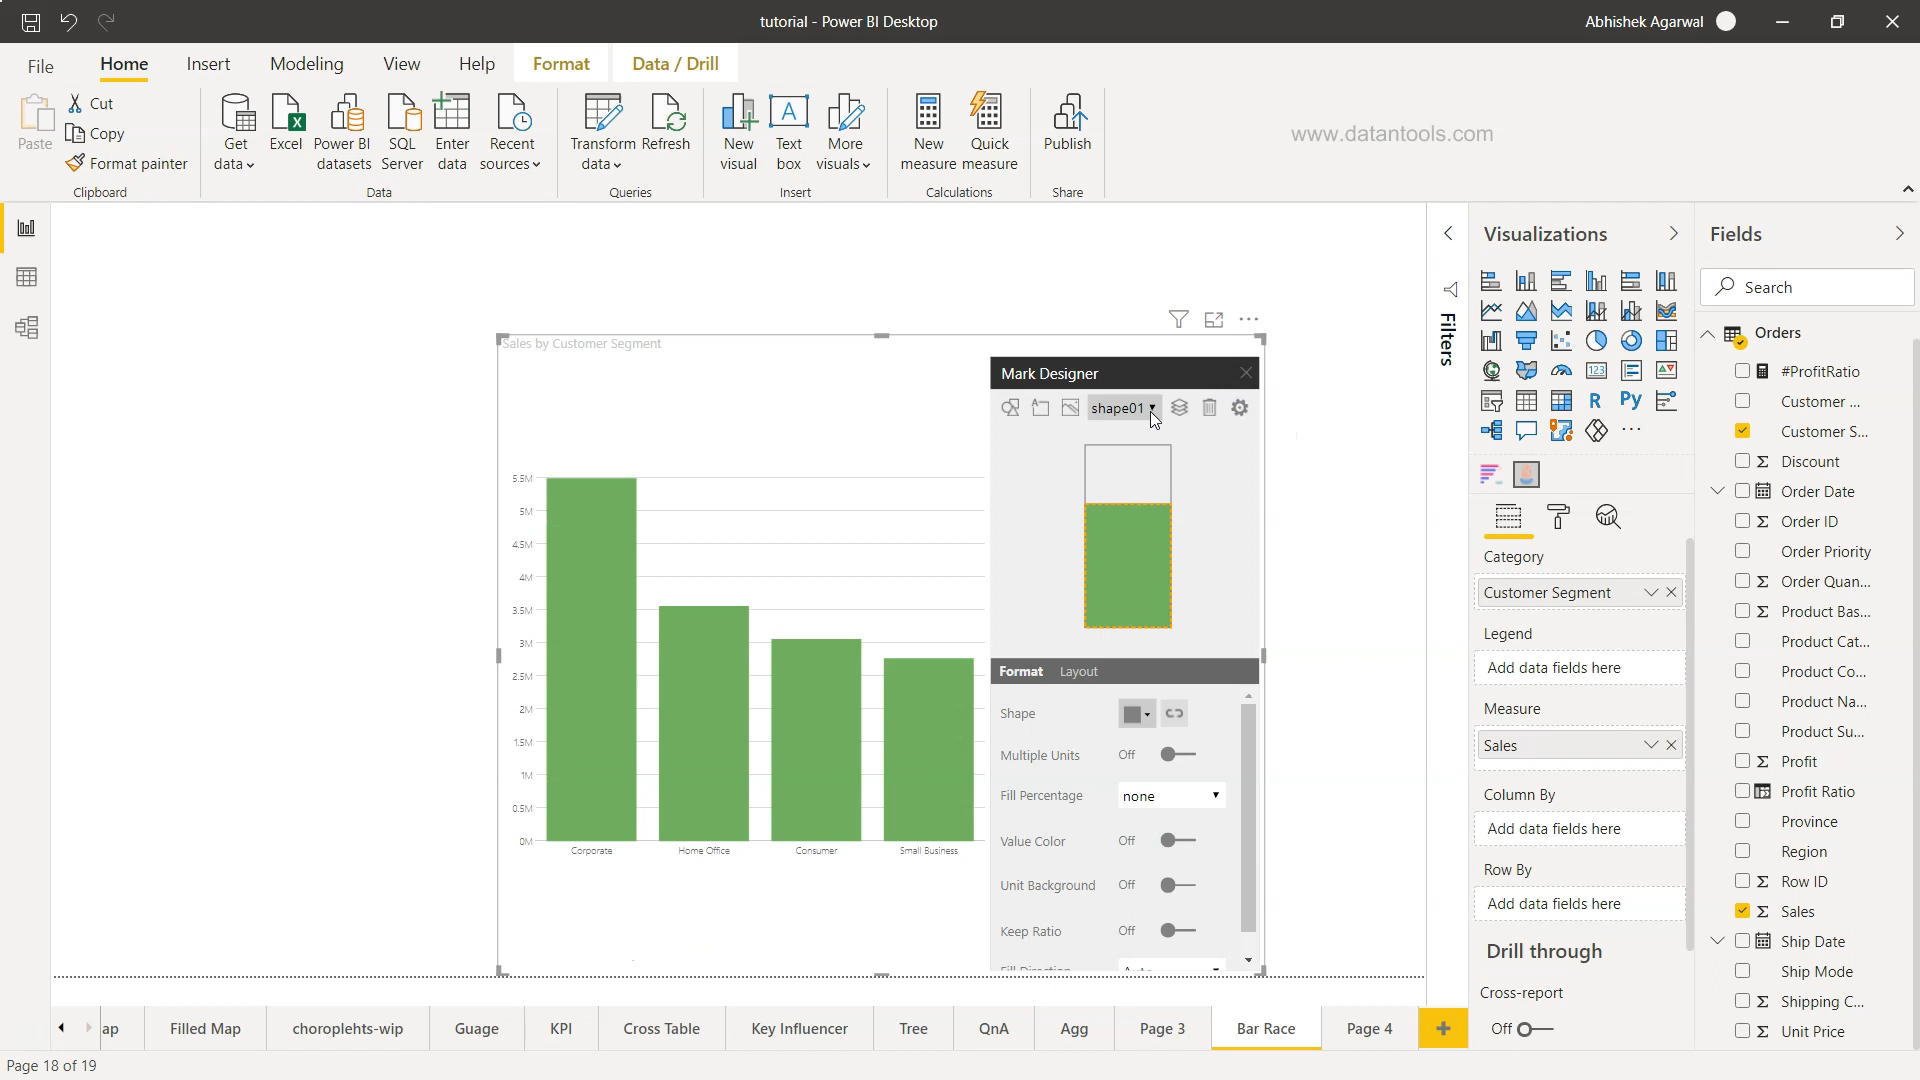 tutorial - Power BI Desktop
Abhishek Agarwal
File
Home
Insert
Modeling
View
Help
Format
Data / Drill
Paste
Cut
Copy
Format painter
Clipboard
Get data
Excel
Power BI datasets
SQL Server
Enter data
Recent sources
Data
Transform data
Refresh
Queries
New visual
Text box
More visuals
Insert
New measure
Quick measure
Calculations
Publish
Share
www.datantools.com
Sales by Customer Segment
5.5M
5M
4.5M
4M
3.5M
3M
2.5M
2M
1.5M
1M
0.5M
0M
Corporate
Home Office
Consumer
Small Business
Mark Designer
shape01
Format
Layout
Shape
Multiple Units
Off
Fill Percentage
none
Value Color
Off
Unit Background
Off
Keep Ratio
Off
Filters
Visualizations
Category
Customer Segment
Legend
Add data fields here
Measure
Sales
Column By
Add data fields here
Row By
Add data fields here
Drill through
Cross-report
Off
Fields
Search
Orders
#ProfitRatio
Customer ...
Customer S...
Discount
Order Date
Order ID
Order Priority
Order Quan...
Product Bas...
Product Cat...
Product Co...
Product Na...
Product Su...
Profit
Profit Ratio
Province
Region
Row ID
Sales
Ship Date
Ship Mode
Shipping C...
Unit Price
ap
Filled Map
choroplehts-wip
Guage
KPI
Cross Table
Key Influencer
Tree
QnA
Agg
Page 3
Bar Race
Page 4
Page 18 of 19